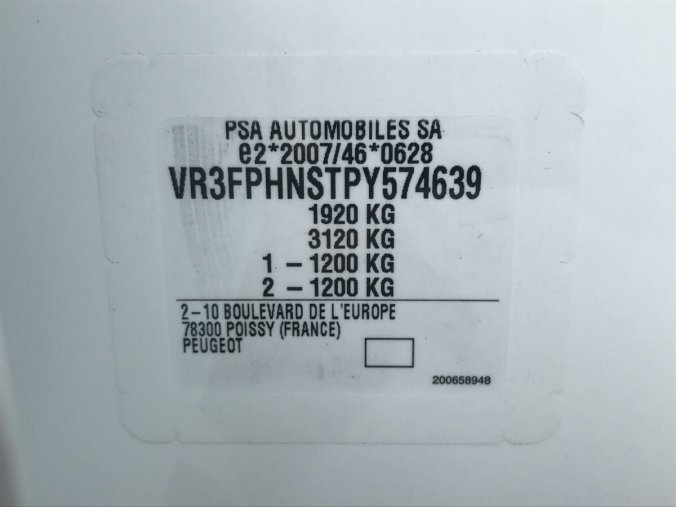 PSA AUTOMOBILES SA
e2*2007/46*0628
VR3FPHNSTPY574639
1920 KG
3120 KG
1 – 1200 KG
2 – 1200 KG
2–10 BOULEVARD DE L'EUROPE
78300 POISSY (FRANCE)
PEUGEOT
200658948